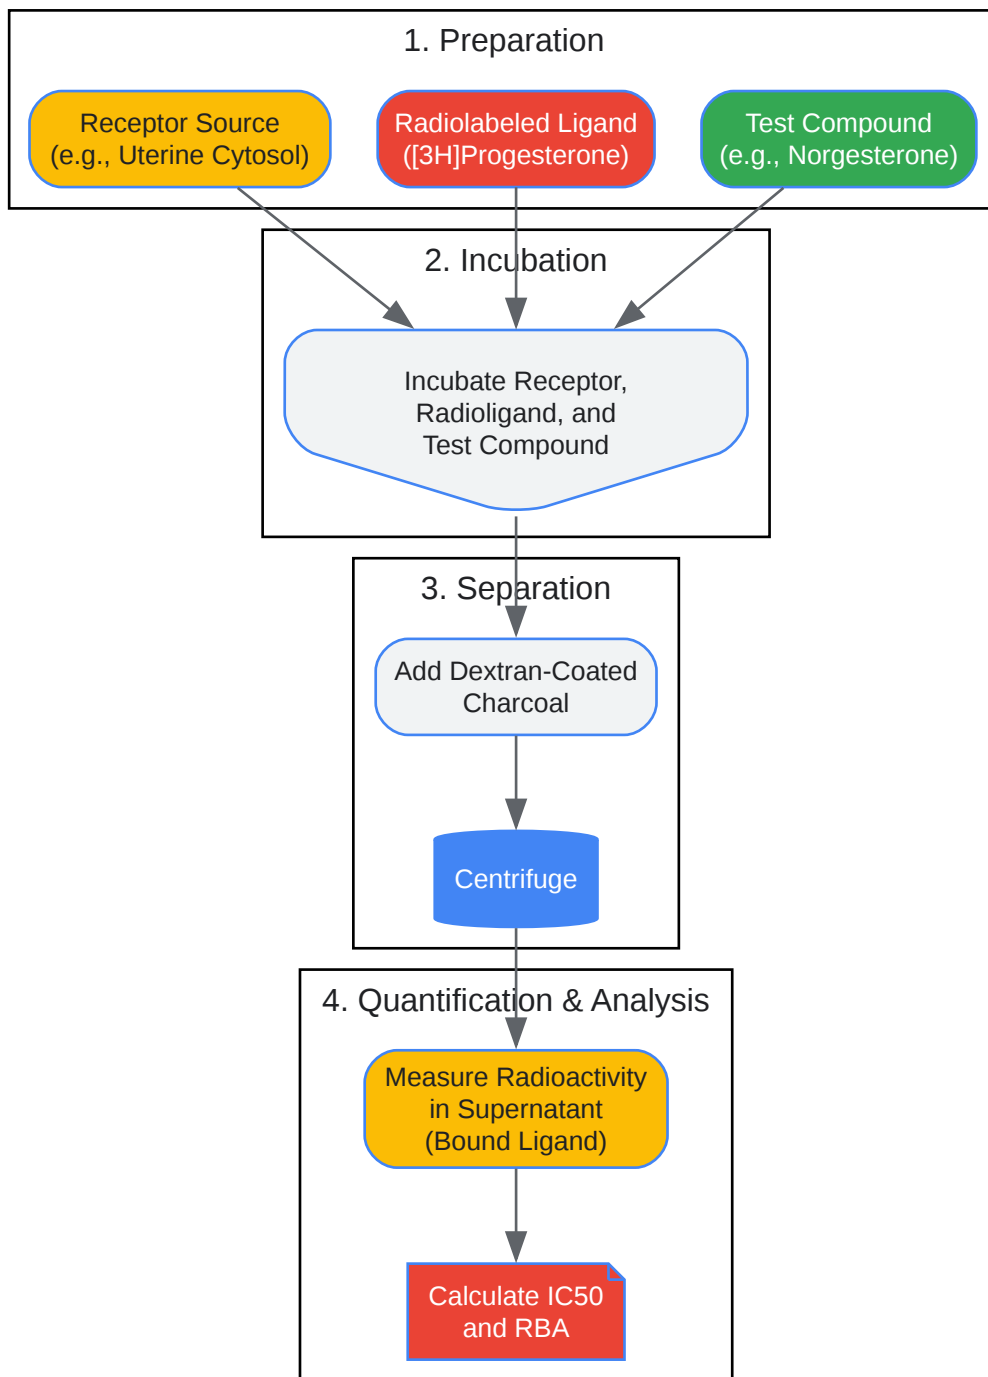 1. Preparation
Receptor Source
(e.g., Uterine Cytosol)
Radiolabeled Ligand
([3H]Progesterone)
Test Compound
(e.g., Norgesterone)
2. Incubation
Incubate Receptor,
Radioligand, and
Test Compound
3. Separation
Add Dextran-Coated
Charcoal
Centrifuge
4. Quantification & Analysis
Measure Radioactivity
in Supernatant
(Bound Ligand)
Calculate IC50
and RBA